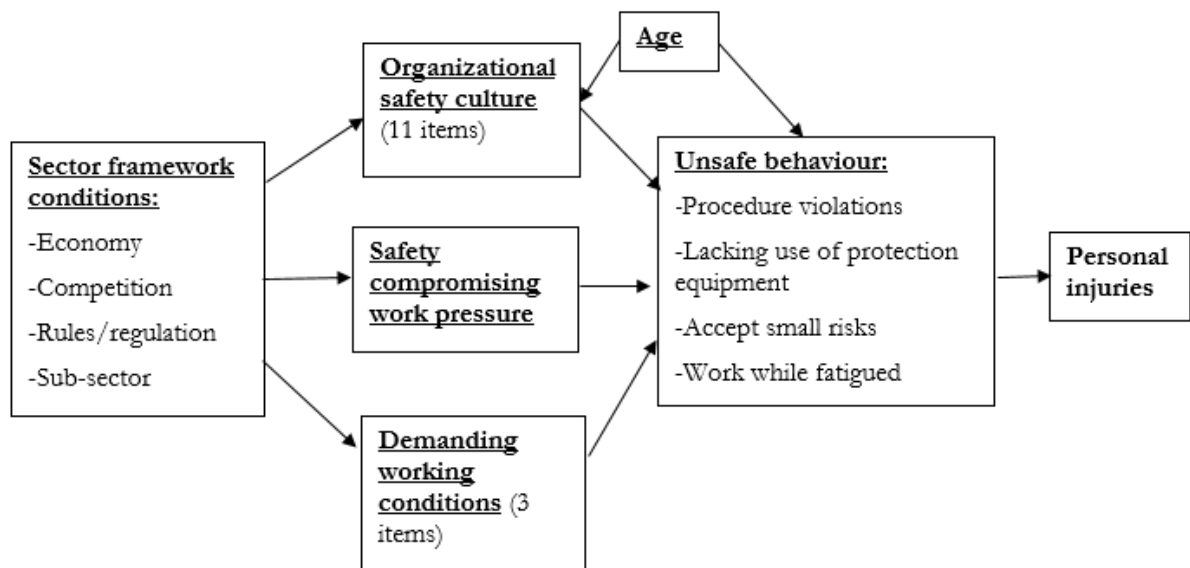 Sector framework
conditions:
-Economy
-Competition
-Rules/regulation
-Sub-sector
Organizational
safety culture
(11 items)
Safety
compromising
work pressure
Demanding
working
conditions (3
items)
Age
Unsafe behaviour:
-Procedure violations
-Lacking use of protection
equipment
-Accept small risks
-Work while fatigued
Personal
injuries